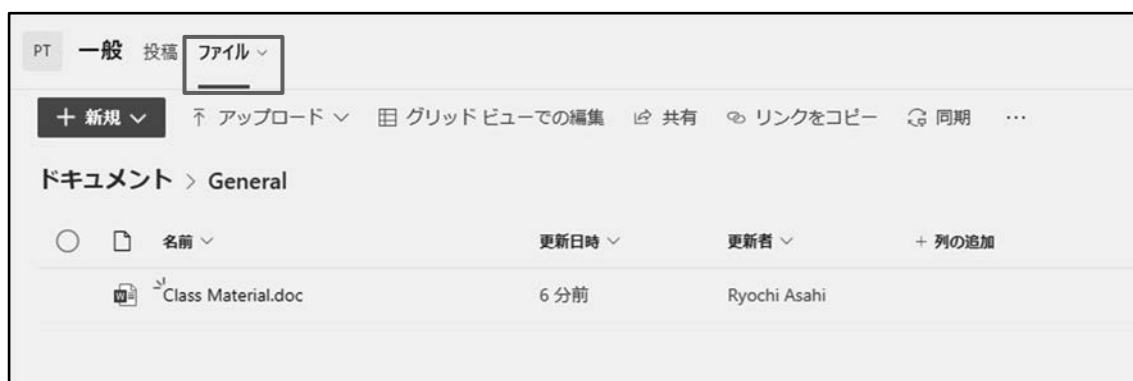 PT 一般 投稿 ファイル
新規 アップロード グリッド ビューでの編集 共有 リンクをコピー 同期 …
ドキュメント > General
名前 更新日時 更新者 + 列の追加
Class Material.doc 6 分前 Ryochi Asahi